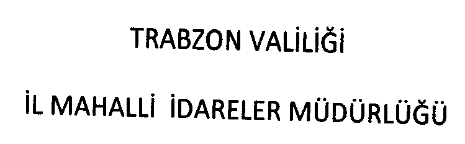 TRABZON VALİLİĞİ
İL MAHALLİ İDARELER MÜDÜRLÜĞÜ